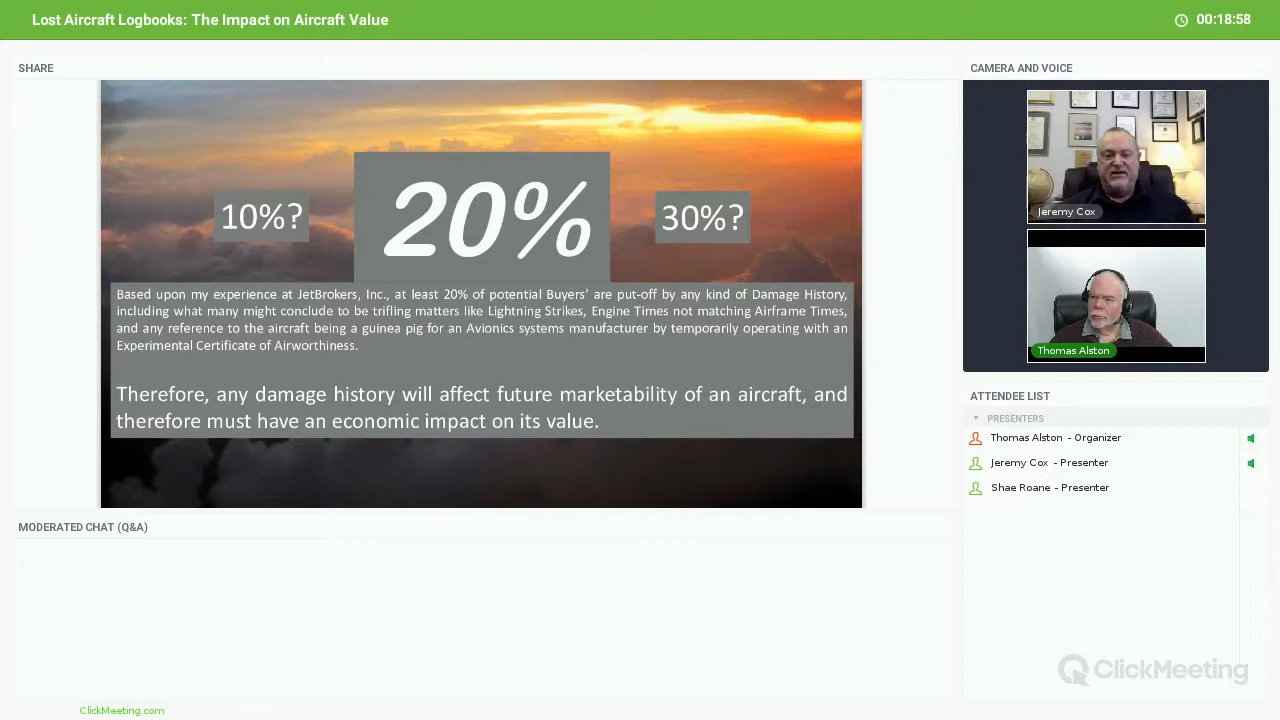 Lost Aircraft Logbooks: The Impact on Aircraft Value
00:18:58
SHARE
10%?
20%
30%?
Based upon my experience at JetBrokers, Inc., at least 20% of potential Buyers' are put-off by any kind of Damage History,
including what many might conclude to be trifling matters like Lightning Strikes, Engine Times not matching Airframe Times,
and any reference to the aircraft being a guinea pig for an Avionics systems manufacturer by temporarily operating with an
Experimental Certificate of Airworthiness.
Therefore, any damage history will affect future marketability of an aircraft, and
therefore must have an economic impact on its value.
CAMERA AND VOICE
Jeremy Cox
Thomas Alston
ATTENDEE LIST
PRESENTERS
Thomas Alston - Organizer
Jeremy Cox - Presenter
Shae Roane - Presenter
MODERATED CHAT (Q&A)
ClickMeeting
ClickMeeting.com